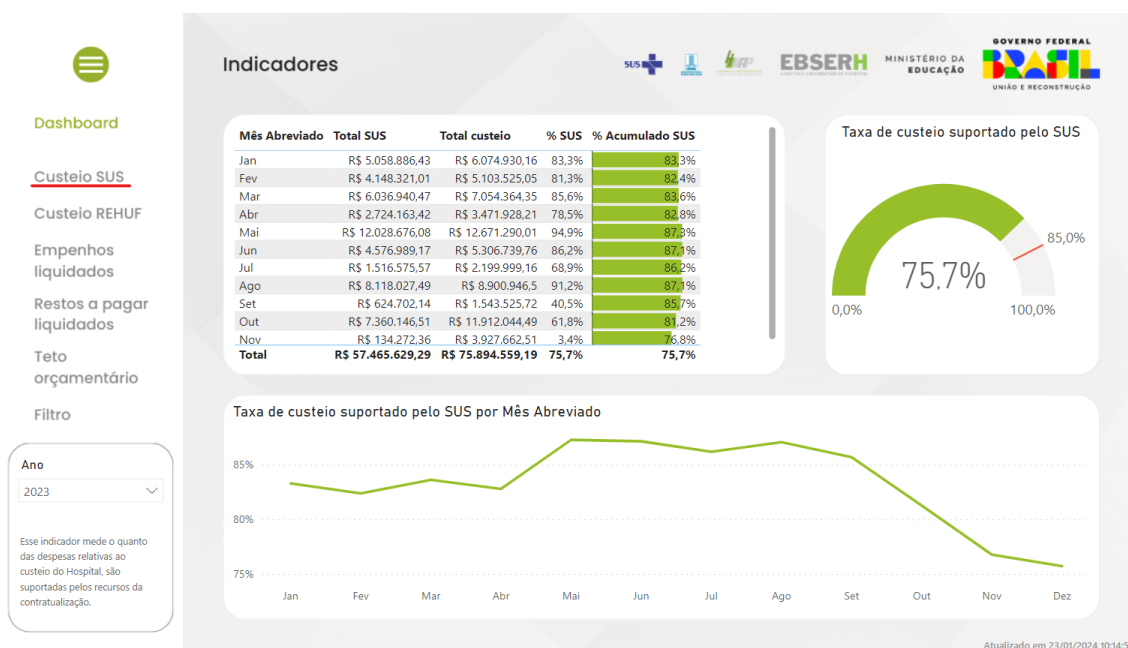 Indicadores
SUS
EBSERH
HOSPITAIS UNIVERSITÁRIOS FEDERAIS
MINISTÉRIO DA
EDUCAÇÃO
GOVERNO FEDERAL
BRASIL
UNIÃO E RECONSTRUÇÃO
Dashboard
Custeio SUS
Custeio REHUF
Empenhos
liquidados
Restos a pagar
liquidados
Teto
orçamentário
Filtro
Ano
2023
Esse indicador mede o quanto
das despesas relativas ao
custeio do Hospital, são
suportadas pelos recursos da
contratualização.
Mês Abreviado Total SUS Total custeio % SUS % Acumulado SUS
Jan R$ 5.058.886,43 R$ 6.074.930,16 83,3% 83,3%
Fev R$ 4.148.321,01 R$ 5.103.525,05 81,3% 82,4%
Mar R$ 6.036.940,47 R$ 7.054.364,35 85,6% 83,6%
Abr R$ 2.724.163,42 R$ 3.471.928,21 78,5% 82,8%
Mai R$ 12.028.676,08 R$ 12.671.290,01 94,9% 87,3%
Jun R$ 4.576.989,17 R$ 5.306.739,76 86,2% 87,1%
Jul R$ 1.516.575,57 R$ 2.199.999,16 68,9% 86,2%
Ago R$ 8.118.027,49 R$ 8.900.946,5 91,2% 87,1%
Set R$ 624.702,14 R$ 1.543.525,72 40,5% 85,7%
Out R$ 7.360.146,51 R$ 11.912.044,49 61,8% 81,2%
Nov R$ 134.272,36 R$ 3.927.662,51 3,4% 76,8%
Total R$ 57.465.629,29 R$ 75.894.559,19 75,7% 75,7%
Taxa de custeio suportado pelo SUS
85,0%
75,7%
0,0% 100,0%
Taxa de custeio suportado pelo SUS por Mês Abreviado
85%
80%
75%
Jan Fev Mar Abr Mai Jun Jul Ago Set Out Nov Dez
Atualizado em 23/01/2024 10:14:5